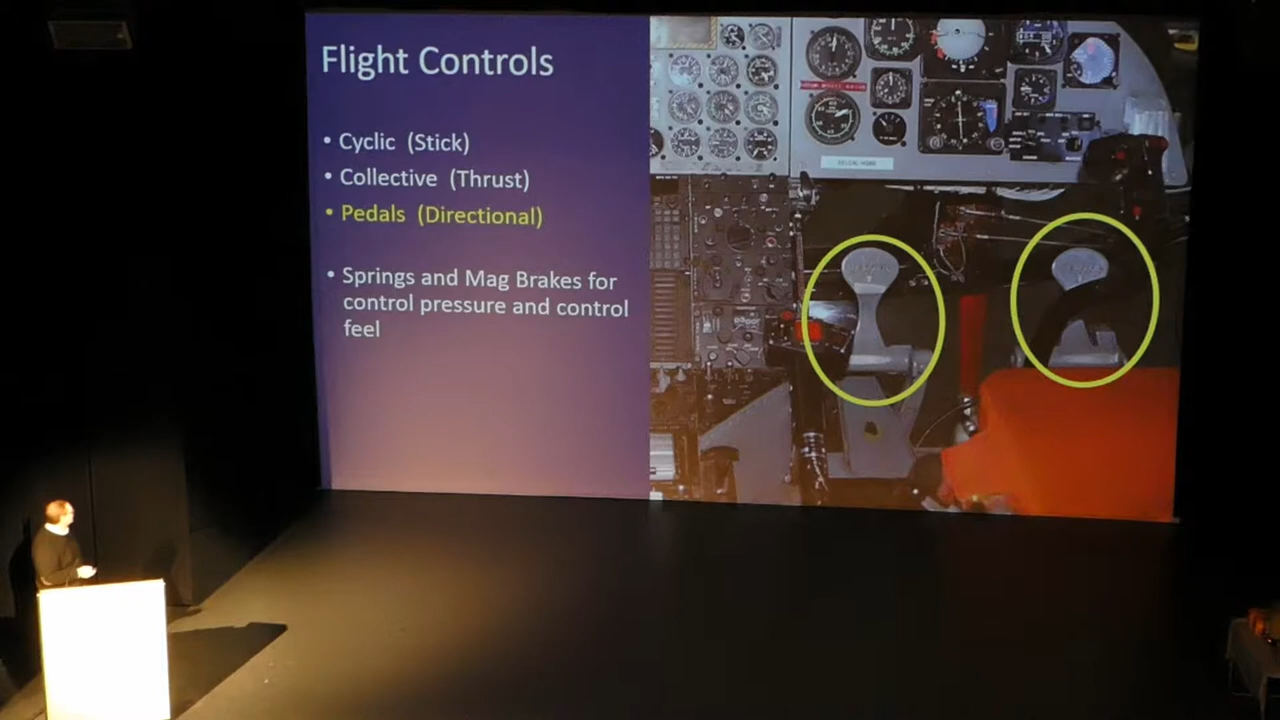 Flight Controls
• Cyclic (Stick)
• Collective (Thrust)
• Pedals (Directional)
• Springs and Mag Brakes for
control pressure and control
feel